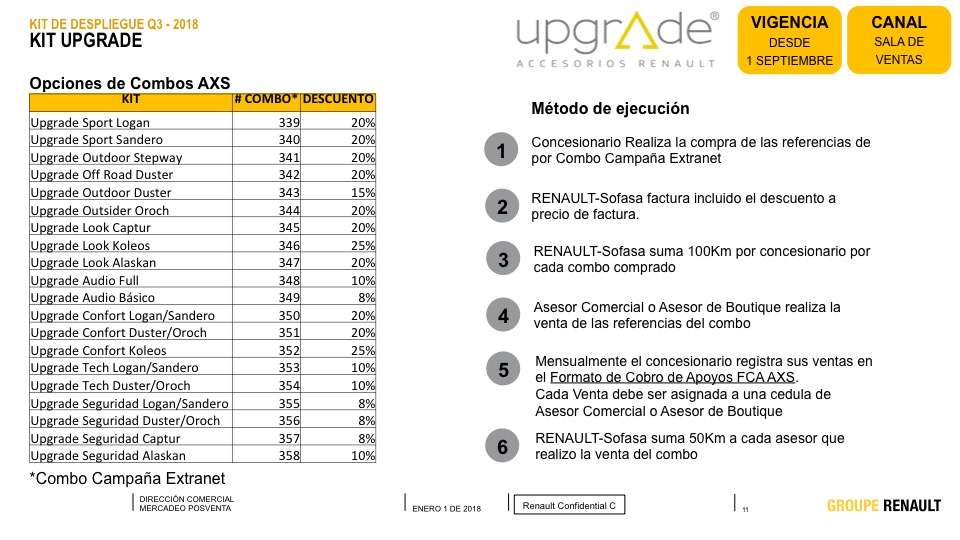 KIT DE DESPLIEGUE Q3 - 2018
KIT UPGRADE
upgrade®
ACCESORIOS RENAULT
VIGENCIA
DESDE
1 SEPTIEMBRE
CANAL
SALA DE
VENTAS
Opciones de Combos AXS
KIT # COMBO* DESCUENTO
Upgrade Sport Logan 339 20%
Upgrade Sport Sandero 340 20%
Upgrade Outdoor Stepway 341 20%
Upgrade Off Road Duster 342 20%
Upgrade Outdoor Duster 343 15%
Upgrade Outsider Oroch 344 20%
Upgrade Look Captur 345 20%
Upgrade Look Koleos 346 25%
Upgrade Look Alaskan 347 20%
Upgrade Audio Full 348 10%
Upgrade Audio Básico 349 8%
Upgrade Confort Logan/Sandero 350 20%
Upgrade Confort Duster/Oroch 351 20%
Upgrade Confort Koleos 352 25%
Upgrade Tech Logan/Sandero 353 10%
Upgrade Tech Duster/Oroch 354 10%
Upgrade Seguridad Logan/Sandero 355 8%
Upgrade Seguridad Duster/Oroch 356 8%
Upgrade Seguridad Captur 357 8%
Upgrade Seguridad Alaskan 358 10%
*Combo Campaña Extranet
Método de ejecución
1 Concesionario Realiza la compra de las referencias de
por Combo Campaña Extranet
2 RENAULT-Sofasa factura incluido el descuento a
precio de factura.
3 RENAULT-Sofasa suma 100Km por concesionario por
cada combo comprado
4 Asesor Comercial o Asesor de Boutique realiza la
venta de las referencias del combo
5 Mensualmente el concesionario registra sus ventas en
el Formato de Cobro de Apoyos FCA AXS.
Cada Venta debe ser asignada a una cedula de
Asesor Comercial o Asesor de Boutique
6 RENAULT-Sofasa suma 50Km a cada asesor que
realizo la venta del combo
DIRECCIÓN COMERCIAL
MERCADEO POSVENTA
ENERO 1 DE 2018
Renault Confidential C
11
GROUPE RENAULT